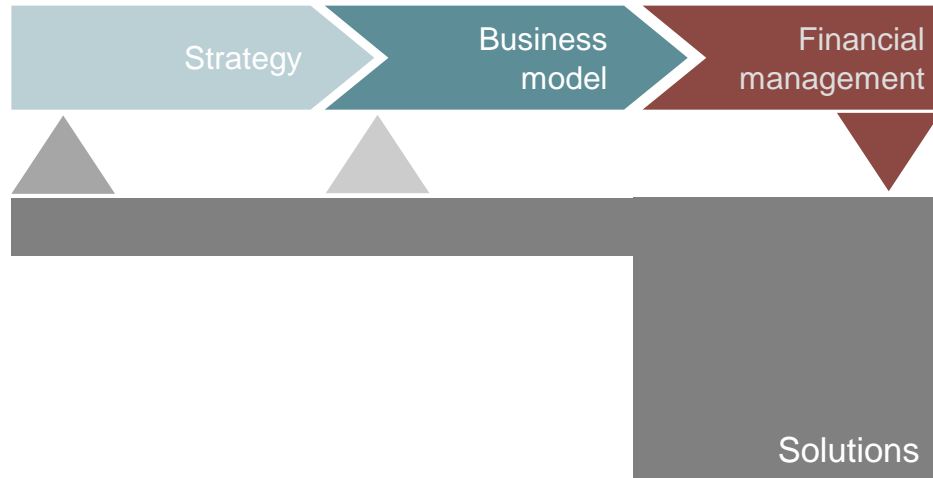 Strategy
Business
model
Financial
management
Solutions